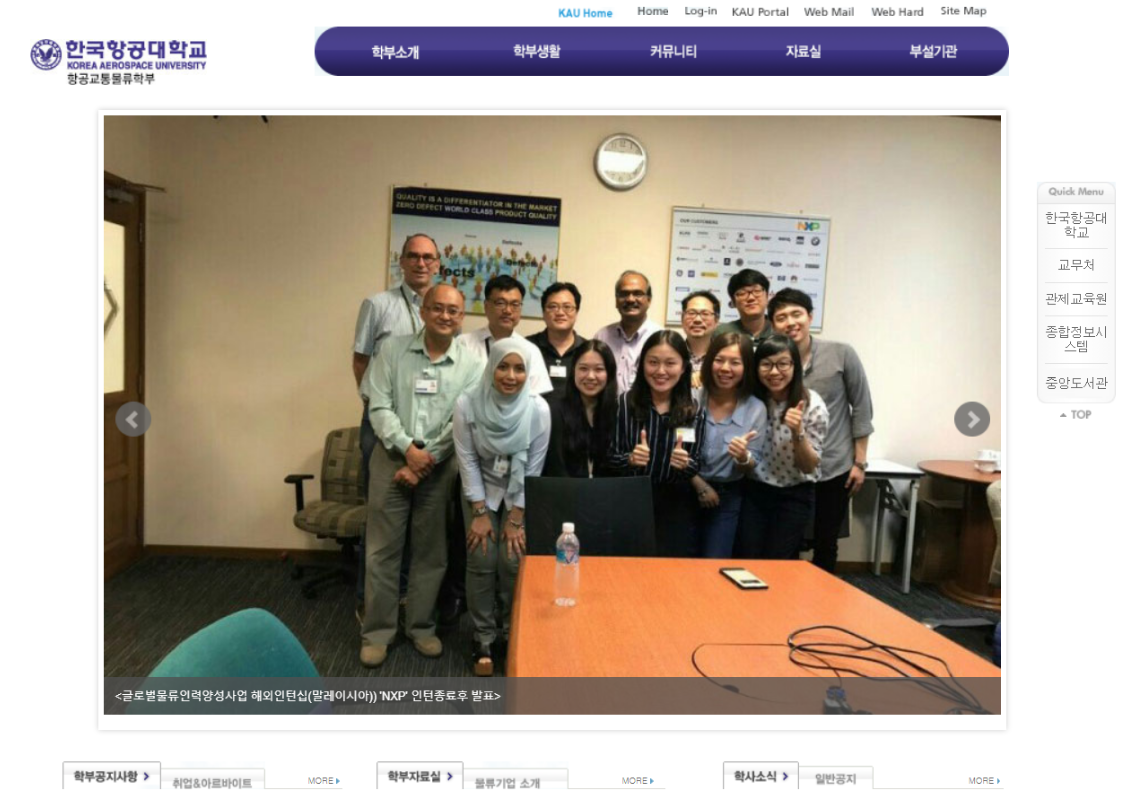 KAU Home Home Log-in KAU Portal Web Mail Web Hard Site Map
한국항공대학교
KOREA AEROSPACE UNIVERSITY
항공교통물류학부
학부소개 학부생활 커뮤니티 자료실 부설기관
QUALITY IS A DIFFERENTIATOR IN THE MARKET
ZERO DEFECT WORLD CLASS PRODUCT QUALITY
OUR CUSTOMERS
NXP
Quick Menu
한국항공대
학교
교무처
관제교육원
종합정보시
스템
중앙도서관
TOP
<글로벌물류인력양성사업 해외인턴십(말레이시아)) 'NXP' 인턴종료후 발표>
학부공지사항 취업&아르바이트 MORE
학부자료실 물류기업 소개 MORE
학사소식 일반공지 MORE